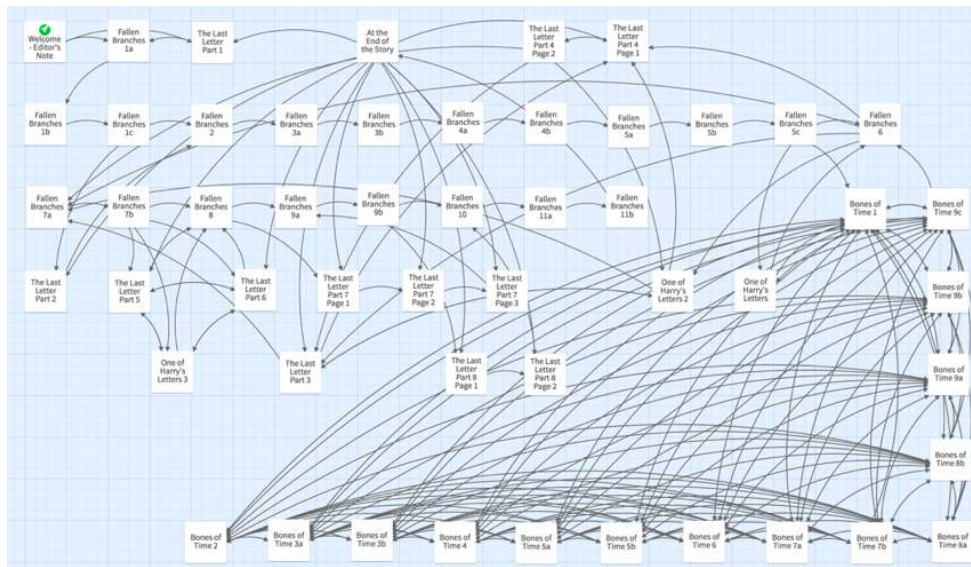 Welcome
- Editor's
Note
Fallen
Branches
1a
The Last
Letter
Part 1
At the
End of
the Story
The Last
Letter
Part 4
Page 2
The Last
Letter
Part 4
Page 1
Fallen
Branches
1b
Fallen
Branches
1c
Fallen
Branches
2
Fallen
Branches
3a
Fallen
Branches
3b
Fallen
Branches
4a
Fallen
Branches
4b
Fallen
Branches
5a
Fallen
Branches
5b
Fallen
Branches
5c
Fallen
Branches
6
Fallen
Branches
7a
Fallen
Branches
7b
Fallen
Branches
8
Fallen
Branches
9a
Fallen
Branches
9b
Fallen
Branches
10
Fallen
Branches
11a
Fallen
Branches
11b
Bones of
Time 1
Bones of
Time 9c
The Last
Letter
Part 2
The Last
Letter
Part 5
The Last
Letter
Part 6
The Last
Letter
Part 7
Page 1
The Last
Letter
Part 7
Page 2
The Last
Letter
Part 7
Page 3
One of
Harry's
Letters 2
One of
Harry's
Letters
Bones of
Time 9b
One of
Harry's
Letters 3
The Last
Letter
Part 3
The Last
Letter
Part 8
Page 1
The Last
Letter
Part 8
Page 2
Bones of
Time 9a
Bones of
Time 8b
Bones of
Time 2
Bones of
Time 3a
Bones of
Time 3b
Bones of
Time 4
Bones of
Time 5a
Bones of
Time 5b
Bones of
Time 6
Bones of
Time 7a
Bones of
Time 7b
Bones of
Time 8a